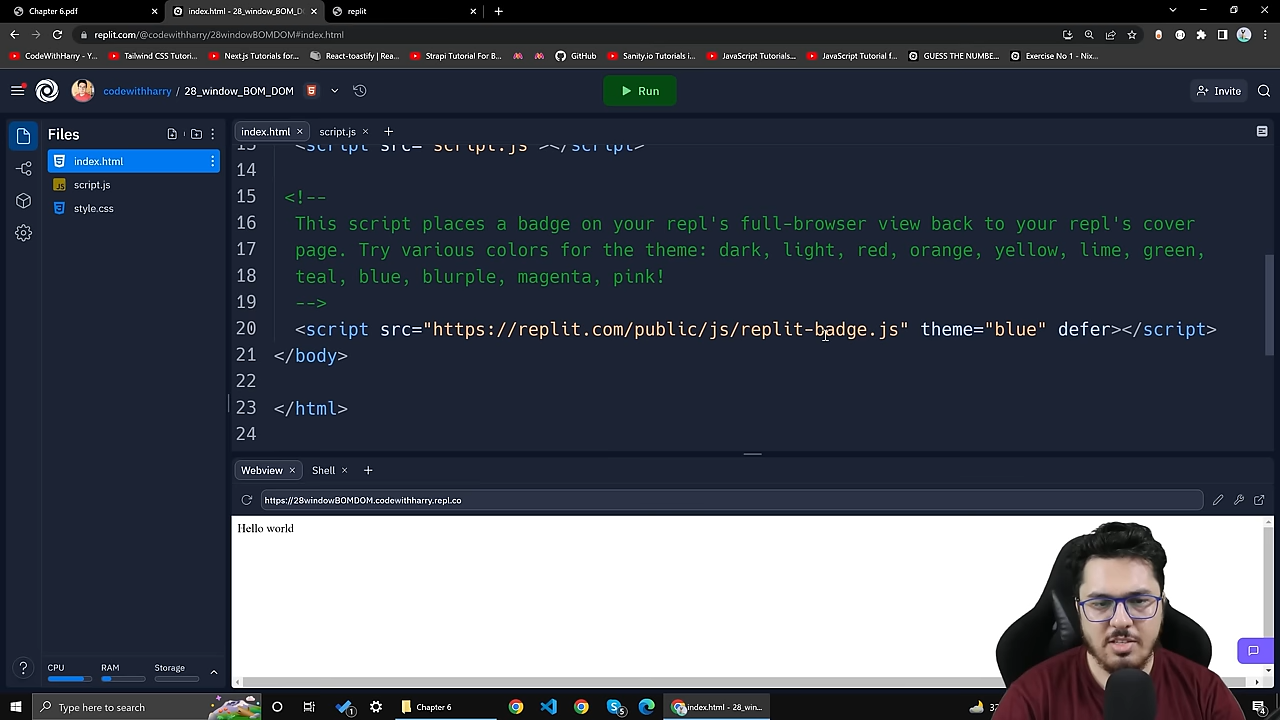 Chapter 6.pdf
index.html - 28_window_BOM_D
replit
replit.com/@codewithharry/28windowBOMDOM#index.html
CodeWithHarry - Y...
Tailwind CSS Tutori...
Next.js Tutorials for...
React-toastify | Rea...
Strapi Tutorial For B...
GitHub
Sanity.io Tutorials i...
JavaScript Tutorials...
JavaScript Tutorial f...
GUESS THE NUMBE...
Exercise No 1 - Nix...
codewithharry / 28_window_BOM_DOM
Run
Invite
Files
index.html
script.js
style.css
index.html
script.js
13 <script src="script.js"></script>
14
15 <!--
16 This script places a badge on your repl's full-browser view back to your repl's cover
17 page. Try various colors for the theme: dark, light, red, orange, yellow, lime, green,
18 teal, blue, blurple, magenta, pink!
19 -->
20 <script src="https://replit.com/public/js/replit-badge.js" theme="blue" defer></script>
21 </body>
22
23 </html>
24
Webview
Shell
https://28windowBOMDOM.codewithharry.repl.co
Hello world
CPU
RAM
Storage
Type here to search
Chapter 6
index.html - 28_win...